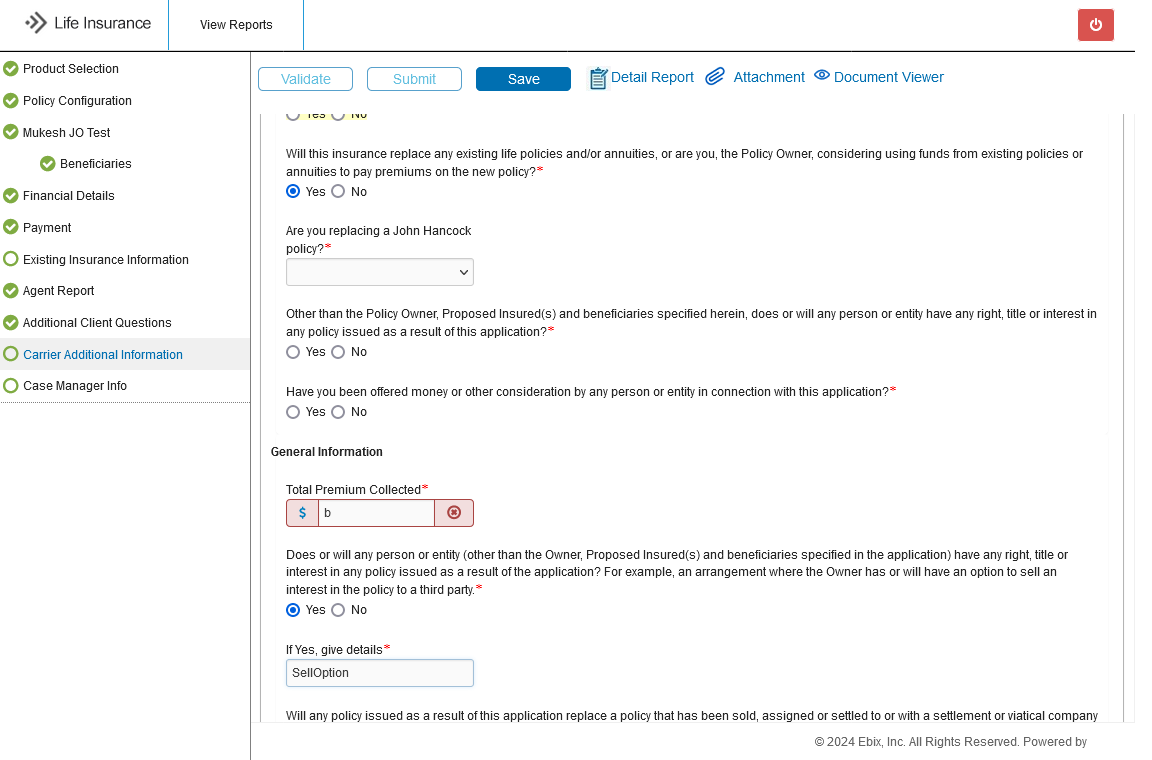 Life Insurance
View Reports
Product Selection
Policy Configuration
Mukesh JO Test
Beneficiaries
Financial Details
Payment
Existing Insurance Information
Agent Report
Additional Client Questions
Carrier Additional Information
Case Manager Info
Validate
Submit
Save
Detail Report
Attachment
Document Viewer
Yes No
Will this insurance replace any existing life policies and/or annuities, or are you, the Policy Owner, considering using funds from existing policies or
annuities to pay premiums on the new policy?*
Yes No
Are you replacing a John Hancock
policy?*
Other than the Policy Owner, Proposed Insured(s) and beneficiaries specified herein, does or will any person or entity have any right, title or interest in
any policy issued as a result of this application?*
Yes No
Have you been offered money or other consideration by any person or entity in connection with this application?*
Yes No
General Information
Total Premium Collected*
$ b
Does or will any person or entity (other than the Owner, Proposed Insured(s) and beneficiaries specified in the application) have any right, title or
interest in any policy issued as a result of the application? For example, an arrangement where the Owner has or will have an option to sell an
interest in the policy to a third party.*
Yes No
If Yes, give details*
SellOption
Will any policy issued as a result of this application replace a policy that has been sold, assigned or settled to or with a settlement or viatical company
© 2024 Ebix, Inc. All Rights Reserved. Powered by